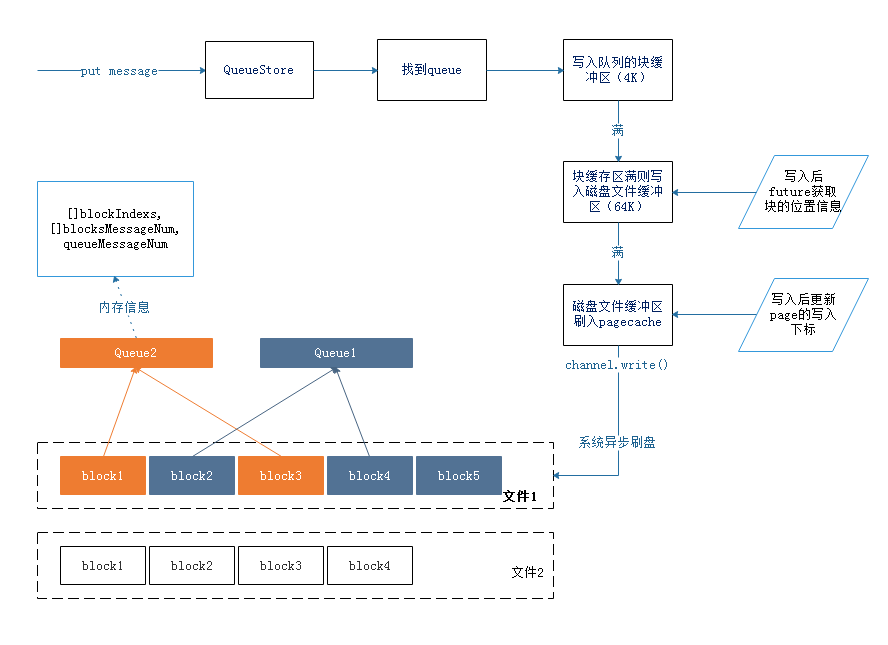 put message
QueueStore
找到queue
写入队列的块缓
冲区（4K）
满
块缓存区满则写
入磁盘文件缓冲
区（64K）
写入后
future获取
块的位置信息
[]blockIndexs,
[]blocksMessageNum,
queueMessageNum
满
内存信息
磁盘文件缓冲区
刷入pagecache
写入后更新
page的写入
下标
Queue2
Queue1
channel.write()
系统异步刷盘
block1
block2
block3
block4
block5
文件1
block1
block2
block3
block4
文件2